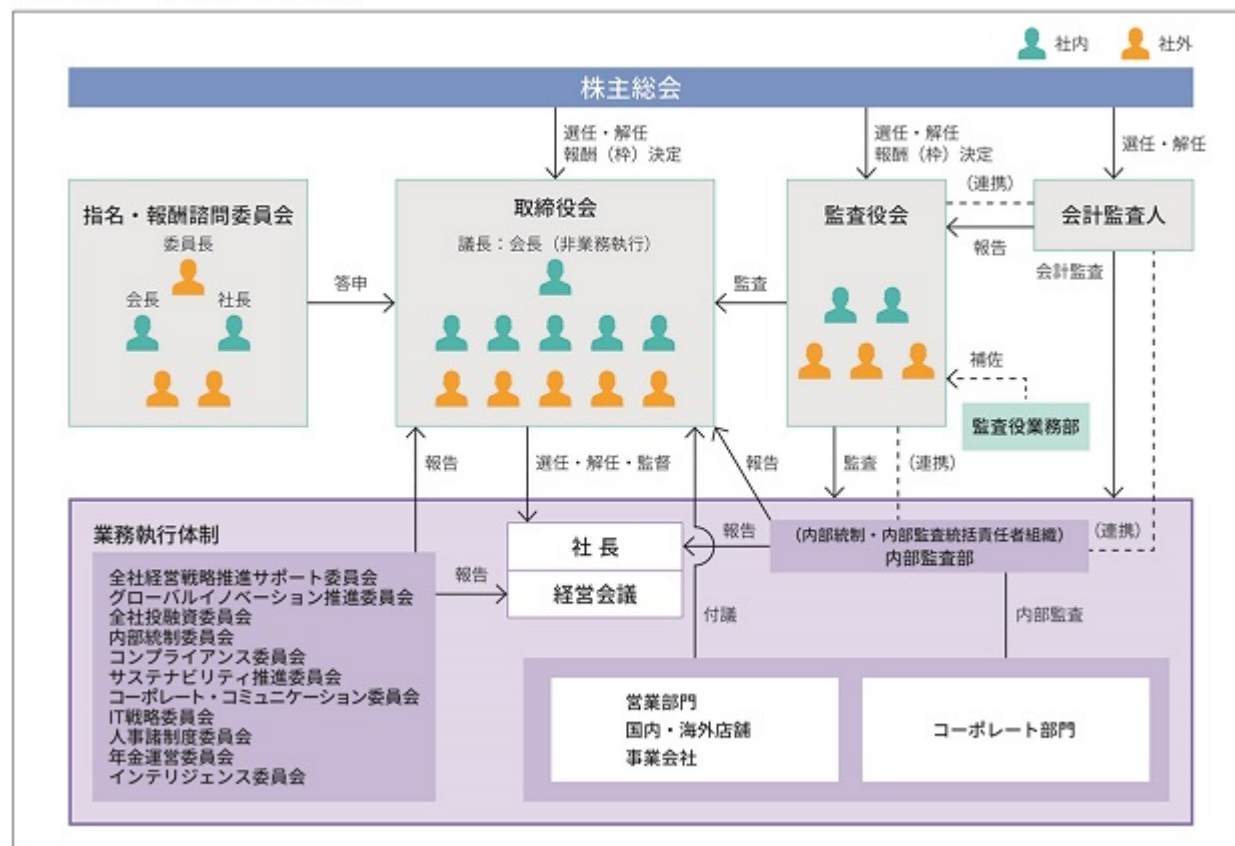 社内
社外
株主総会
選任・解任
報酬（枠）決定
選任・解任
報酬（枠）決定
選任・解任
指名・報酬諮問委員会
委員長
会長
社長
答申
取締役会
議長：会長（非業務執行）
監査
監査役会
（連携）
報告
会計監査人
会計監査
補佐
監査役業務部
報告
選任・解任・監督
報告
監査
（連携）
業務執行体制
全社経営戦略推進サポート委員会
グローバルイノベーション推進委員会
全社投融資委員会
内部統制委員会
コンプライアンス委員会
サステナビリティ推進委員会
コーポレート・コミュニケーション委員会
IT戦略委員会
人事諸制度委員会
年金運営委員会
インテリジェンス委員会
報告
社 長
経営会議
報告
（内部統制・内部監査統括責任者組織）
内部監査部
（連携）
付議
内部監査
営業部門
国内・海外店舗
事業会社
コーポレート部門